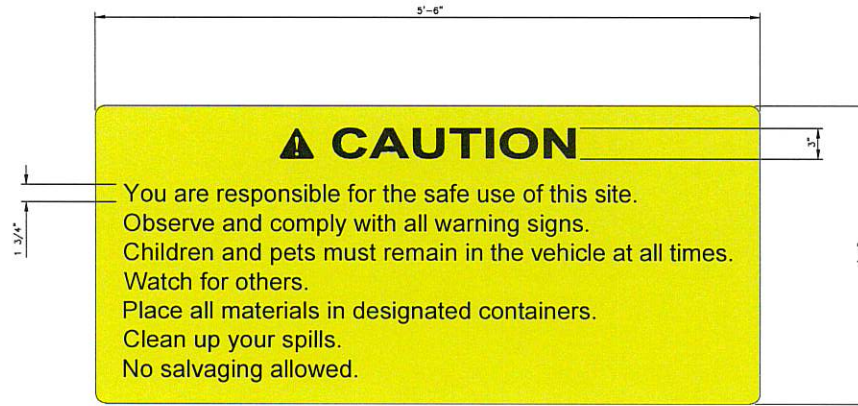 5'-6"
⚠ CAUTION
3"
1 3/4"
You are responsible for the safe use of this site.
Observe and comply with all warning signs.
Children and pets must remain in the vehicle at all times.
Watch for others.
Place all materials in designated containers.
Clean up your spills.
No salvaging allowed.